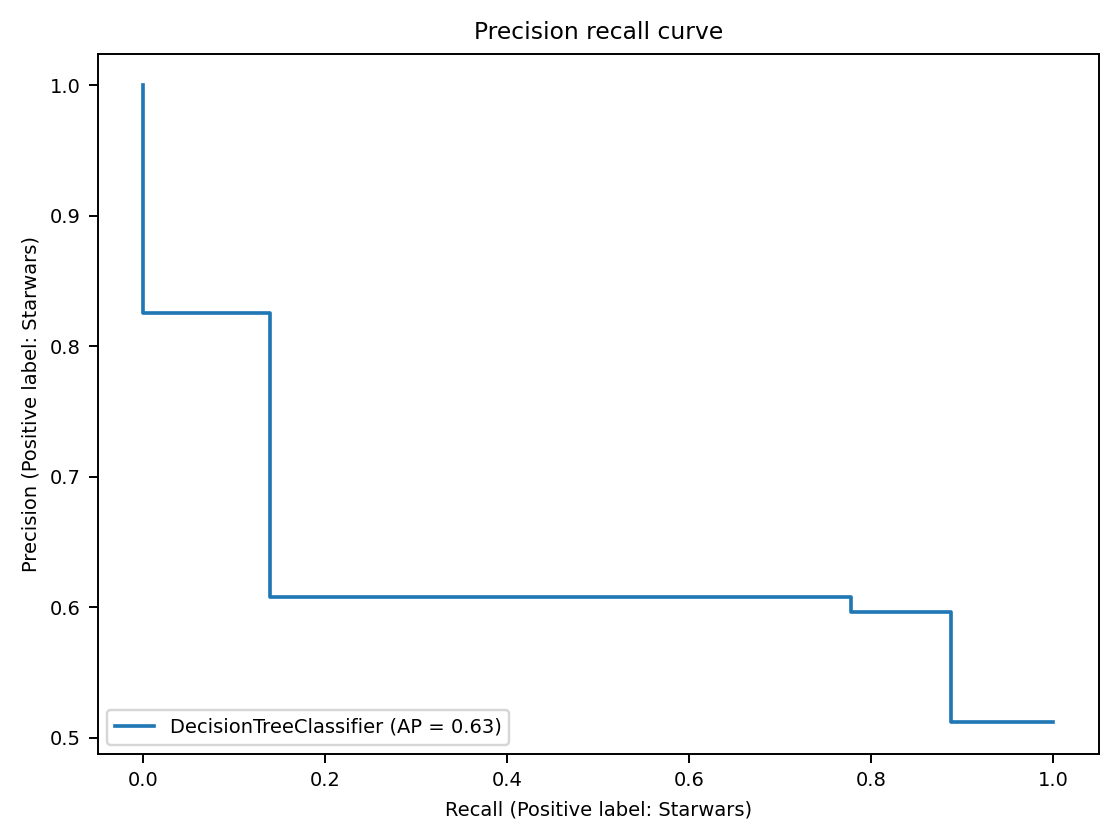 Precision recall curve
1.0
0.9
0.8
0.7
0.6
0.5
Precision (Positive label: Starwars)
DecisionTreeClassifier (AP = 0.63)
0.0 0.2 0.4 0.6 0.8 1.0
Recall (Positive label: Starwars)